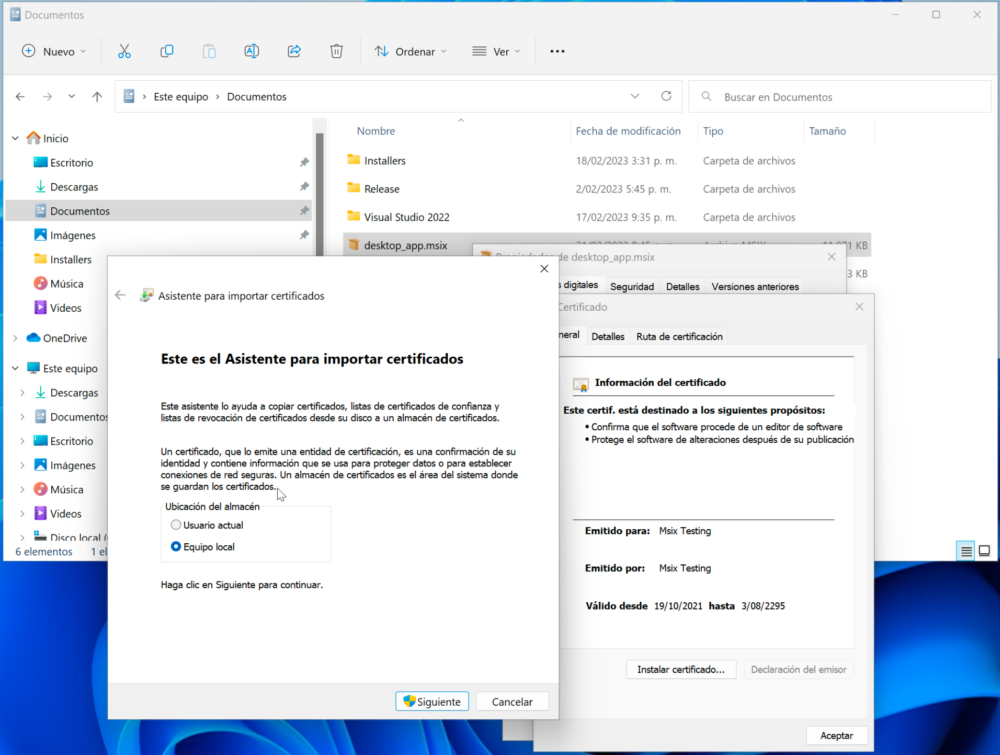 Documentos
Nuevo
Ordenar
Ver
Este equipo
Documentos
Buscar en Documentos
Nombre
Fecha de modificación
Tipo
Tamaño
Installers
18/02/2023 3:31 p. m.
Carpeta de archivos
Release
2/02/2023 5:45 p. m.
Carpeta de archivos
Visual Studio 2022
17/02/2023 9:35 p. m.
Carpeta de archivos
desktop_app.msix
1 KB
3 KB
Inicio
Escritorio
Descargas
Documentos
Imágenes
Installers
Música
Videos
OneDrive
Este equipo
Descargas
Documentos
Escritorio
Imágenes
Música
Videos
Disco local (
6 elementos
1 el
Propiedades de desktop_app.msix
s digitales
Seguridad
Detalles
Versiones anteriores
Asistente para importar certificados
Este es el Asistente para importar certificados
Este asistente lo ayuda a copiar certificados, listas de certificados de confianza y
listas de revocación de certificados desde su disco a un almacén de certificados.
Un certificado, que lo emite una entidad de certificación, es una confirmación de su
identidad y contiene información que se usa para proteger datos o para establecer
conexiones de red seguras. Un almacén de certificados es el área del sistema donde
se guardan los certificados.
Ubicación del almacén
Usuario actual
Equipo local
Haga clic en Siguiente para continuar.
Siguiente
Cancelar
Certificado
neral
Detalles
Ruta de certificación
Información del certificado
Este certif. está destinado a los siguientes propósitos:
• Confirma que el software procede de un editor de software
• Protege el software de alteraciones después de su publicación
Emitido para: Msix Testing
Emitido por: Msix Testing
Válido desde 19/10/2021 hasta 3/08/2295
Instalar certificado...
Declaración del emisor
Aceptar